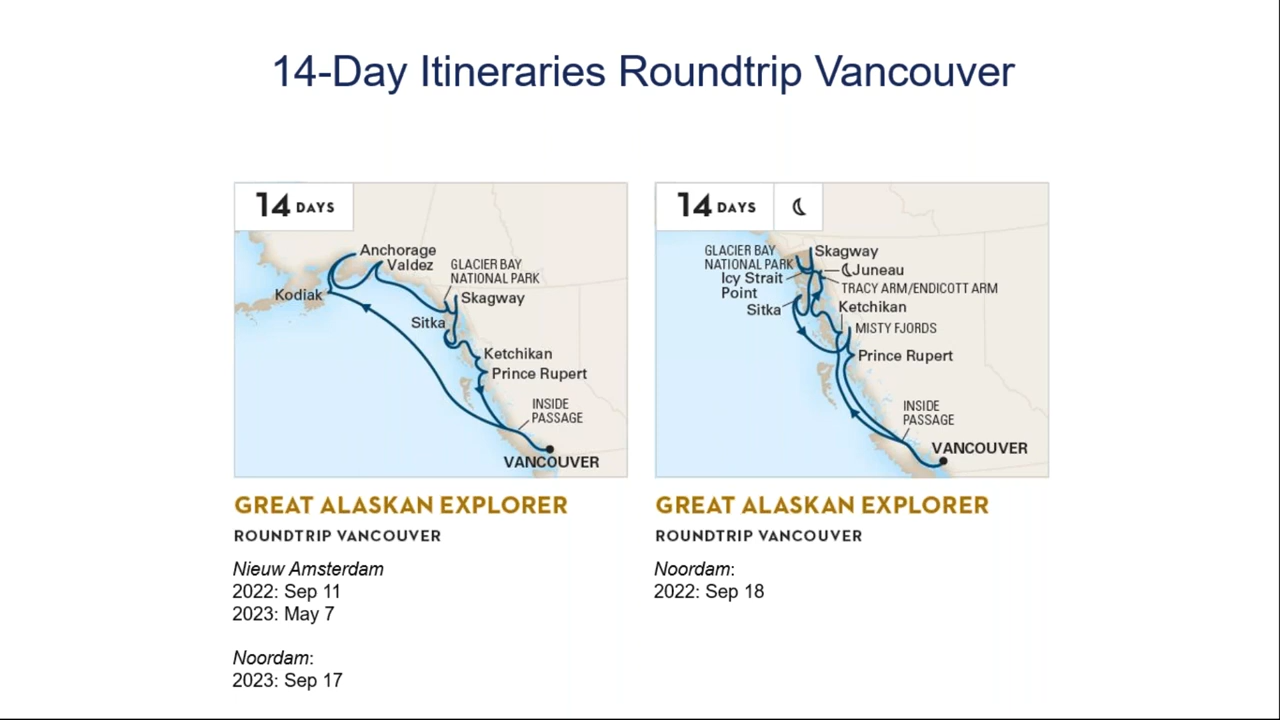 14-Day Itineraries Roundtrip Vancouver
14 DAYS
Anchorage
Valdez
GLACIER BAY
NATIONAL PARK
Kodiak
Skagway
Sitka
Ketchikan
Prince Rupert
INSIDE
PASSAGE
VANCOUVER
GREAT ALASKAN EXPLORER
ROUNDTRIP VANCOUVER
Nieuw Amsterdam
2022: Sep 11
2023: May 7
Noordam:
2023: Sep 17
14 DAYS
GLACIER BAY
NATIONAL PARK
Skagway
Juneau
Icy Strait
Point
TRACY ARM/ENDICOTT ARM
Sitka
Ketchikan
MISTY FJORDS
Prince Rupert
INSIDE
PASSAGE
VANCOUVER
GREAT ALASKAN EXPLORER
ROUNDTRIP VANCOUVER
Noordam:
2022: Sep 18